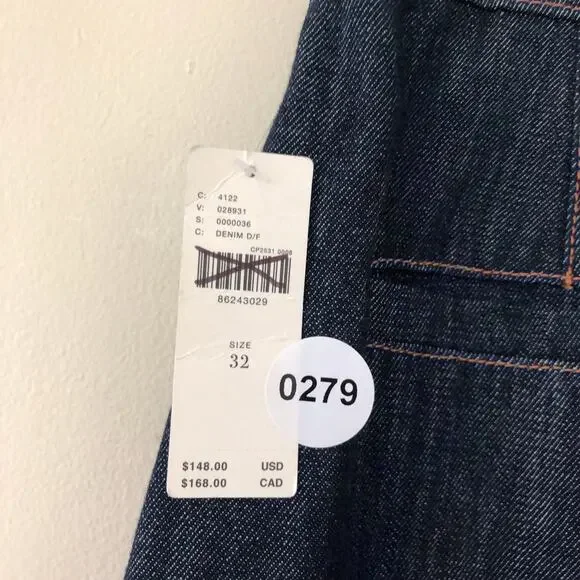 C: 4122
V: 028931
S: 0000036
C: DENIM D/F
CP2531 0008
86243029
SIZE
32
0279
$148.00 USD
$168.00 CAD